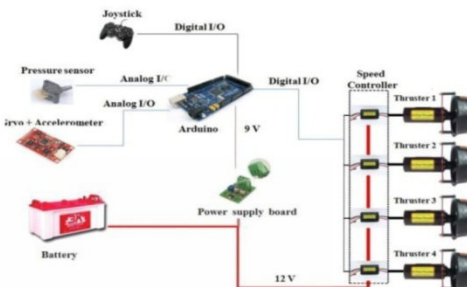 Joystick
Digital I/O
Pressure sensor
Analog I/O
Digital I/O
Speed
Controller
Thruster 1
Analog I/O
Arduino
9 V
+ Accelerometer
Thruster 2
Thruster 3
Power supply board
Battery
Thruster 4
12 V